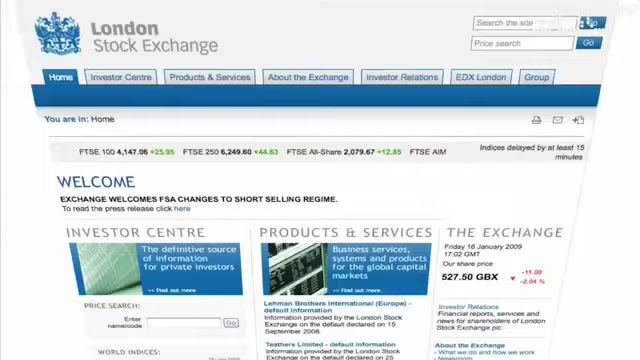 London
Stock Exchange
Search the site
Go
Price search
Go
Home
Investor Centre
Products & Services
About the Exchange
Investor Relations
EDX London
Group
You are in: Home
FTSE 100 4,147.06 +25.95 FTSE 250 6,249.60 +44.63 FTSE All-Share 2,079.67 +12.85 FTSE AIM
Indices delayed by at least 15
minutes
WELCOME
EXCHANGE WELCOMES FSA CHANGES TO SHORT SELLING REGIME.
To read the press release click here
INVESTOR CENTRE
The definitive source
of information
for private investors
>> Find out more
PRICE SEARCH:
Enter
name/code
Go
WORLD INDICES
PRODUCTS & SERVICES
Business services,
systems and products
for the global capital
markets
>> Find out more
Lehman Brothers International (Europe) -
default information
Information provided by the London Stock
Exchange on the default declared on 15
September 2008.
Teathers Limited - default information
Information provided by the London Stock
Exchange on the default declared on 25
THE EXCHANGE
Friday 16 January 2009
17:02 GMT
Our share price
527.50 GBX
-11.00
-2.04 %
Investor Relations
Financial reports, services and
news for shareholders of London
Stock Exchange plc
About the Exchange
- What we do and how we work
- Newsroom